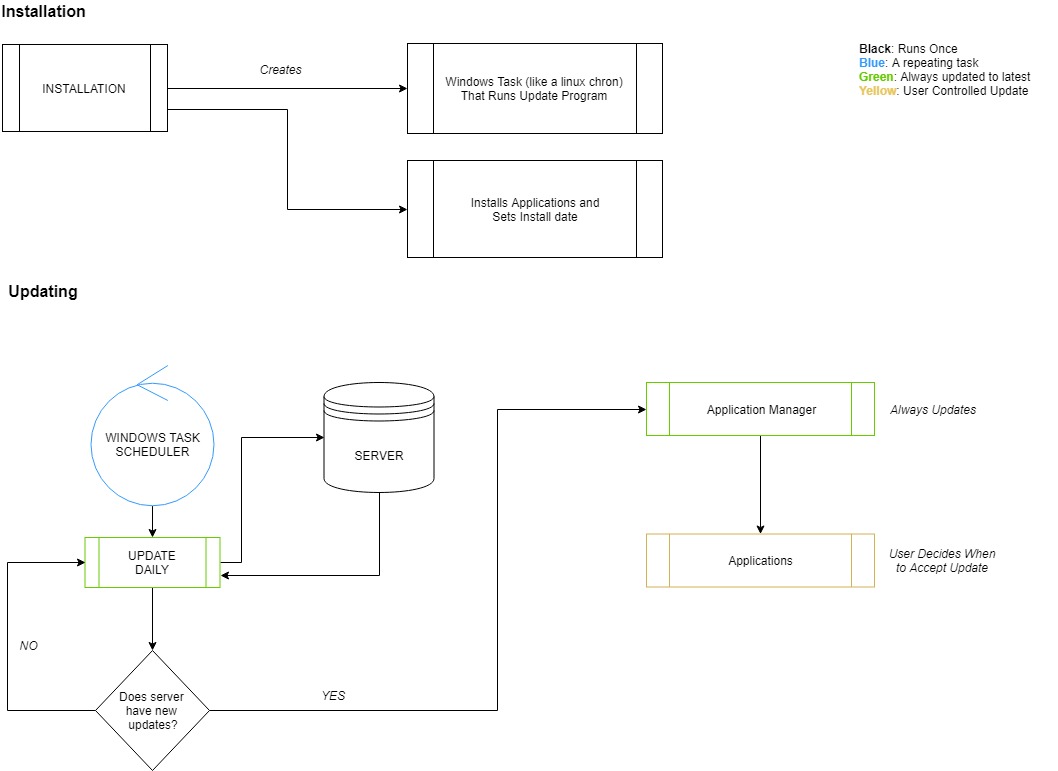 Installation
INSTALLATION
Creates
Windows Task (like a linux chron)
That Runs Update Program
Installs Applications and
Sets Install date
Black: Runs Once
Blue: A repeating task
Green: Always updated to latest
Yellow: User Controlled Update
Updating
WINDOWS TASK
SCHEDULER
SERVER
UPDATE
DAILY
NO
Does server
have new
updates?
YES
Application Manager
Always Updates
Applications
User Decides When
to Accept Update